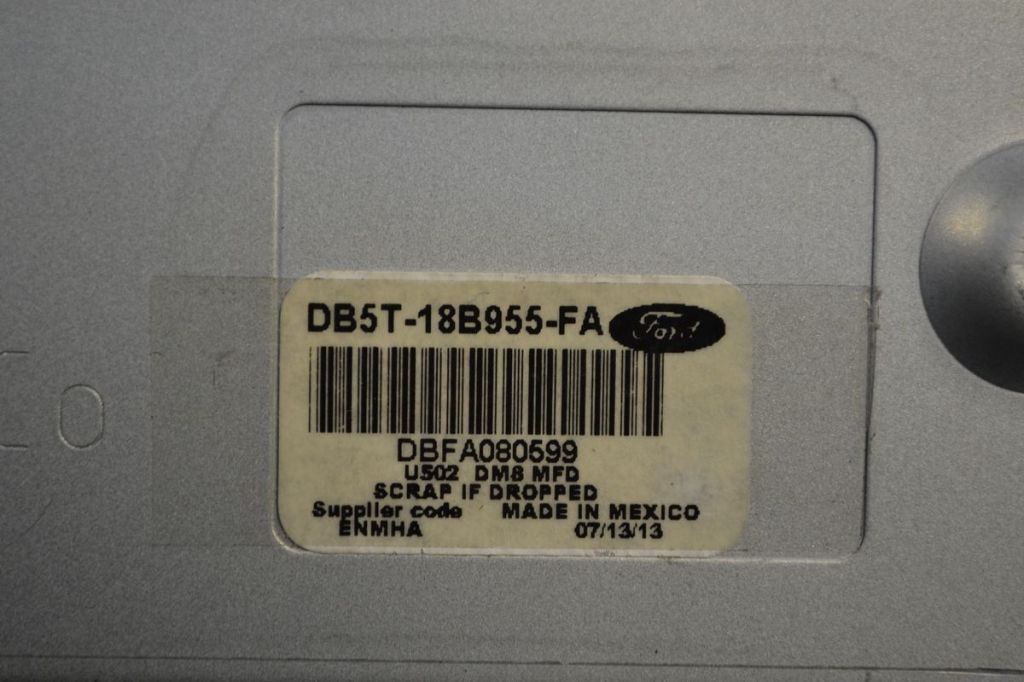 DB5T-18B955-FA Ford
DBFA080599
U502 DM8 MFD
SCRAP IF DROPPED
Supplier code MADE IN MEXICO
ENMHA 07/13/13